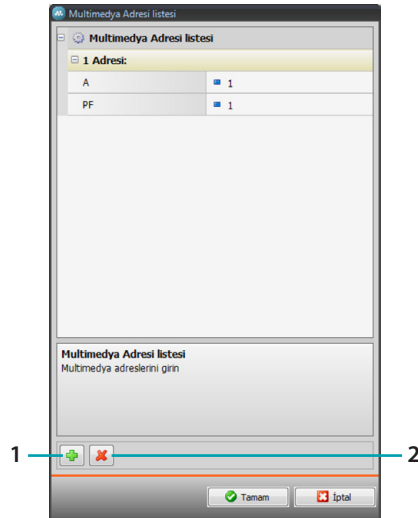 Multimedya Adresi listesi
Multimedya Adresi listesi
1 Adresi:
A 1
PF 1
Multimedya Adresi listesi
Multimedya adreslerini girin
1 2
Tamam İptal